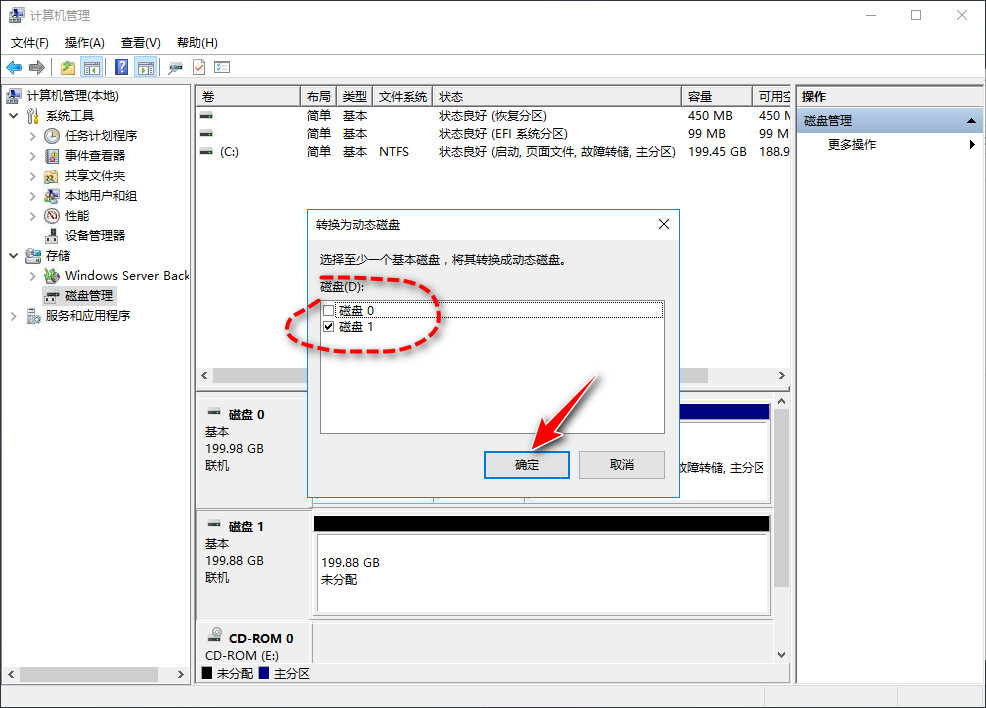 计算机管理
文件(F) 操作(A) 查看(V) 帮助(H)
计算机管理(本地)
系统工具
任务计划程序
事件查看器
共享文件夹
本地用户和组
性能
设备管理器
存储
Windows Server Back
磁盘管理
服务和应用程序
卷 布局 类型 文件系统 状态 容量 可用空
简单 基本 状态良好 (恢复分区) 450 MB 450 M
简单 基本 状态良好 (EFI 系统分区) 99 MB 99 M
(C:) 简单 基本 NTFS 状态良好 (启动, 页面文件, 故障转储, 主分区) 199.45 GB 188.9
操作
磁盘管理
更多操作
转换为动态磁盘
选择至少一个基本磁盘，将其转换成动态磁盘。
磁盘(D):
磁盘 0
磁盘 1
确定 取消
磁盘 0
基本
199.98 GB
联机
故障转储, 主分区
磁盘 1
基本
199.88 GB
联机
199.88 GB
未分配
CD-ROM 0
CD-ROM (E:)
未分配 主分区